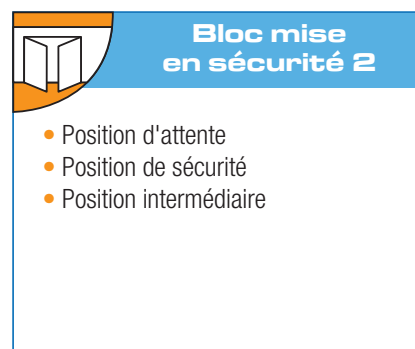 Bloc mise
en sécurité 2
• Position d'attente
• Position de sécurité
• Position intermédiaire